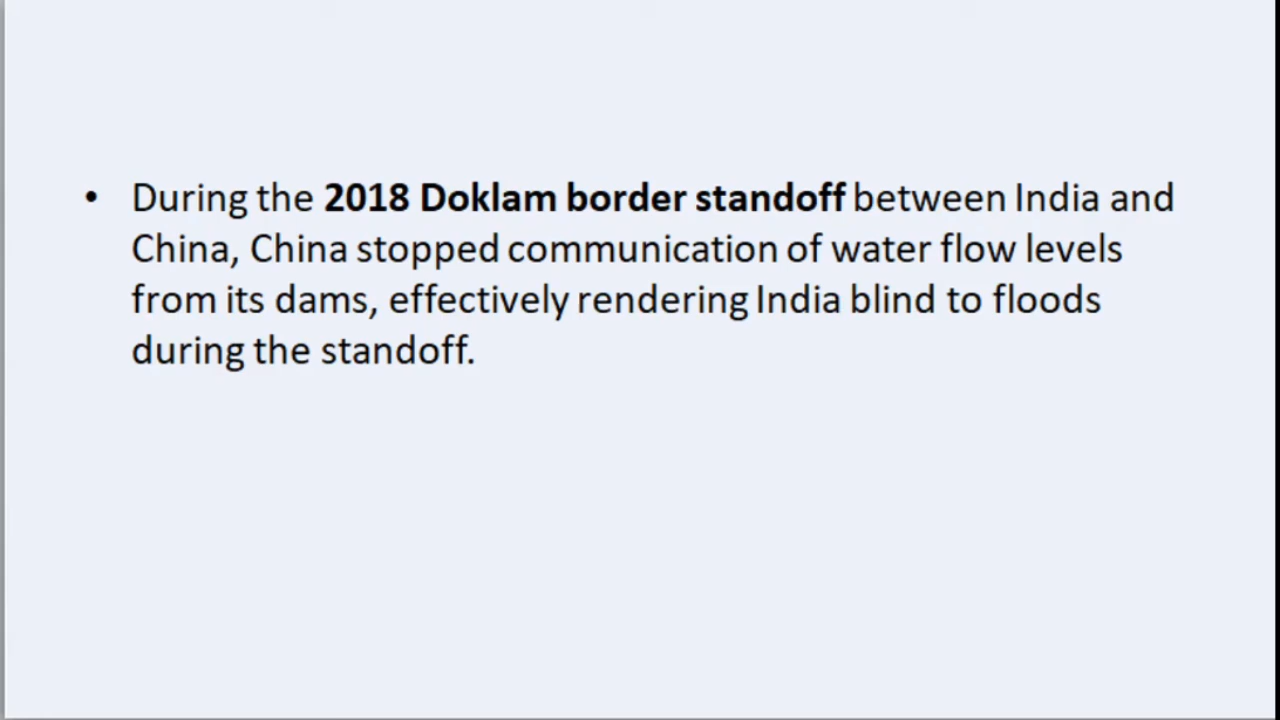 • During the 2018 Doklam border standoff between India and
China, China stopped communication of water flow levels
from its dams, effectively rendering India blind to floods
during the standoff.